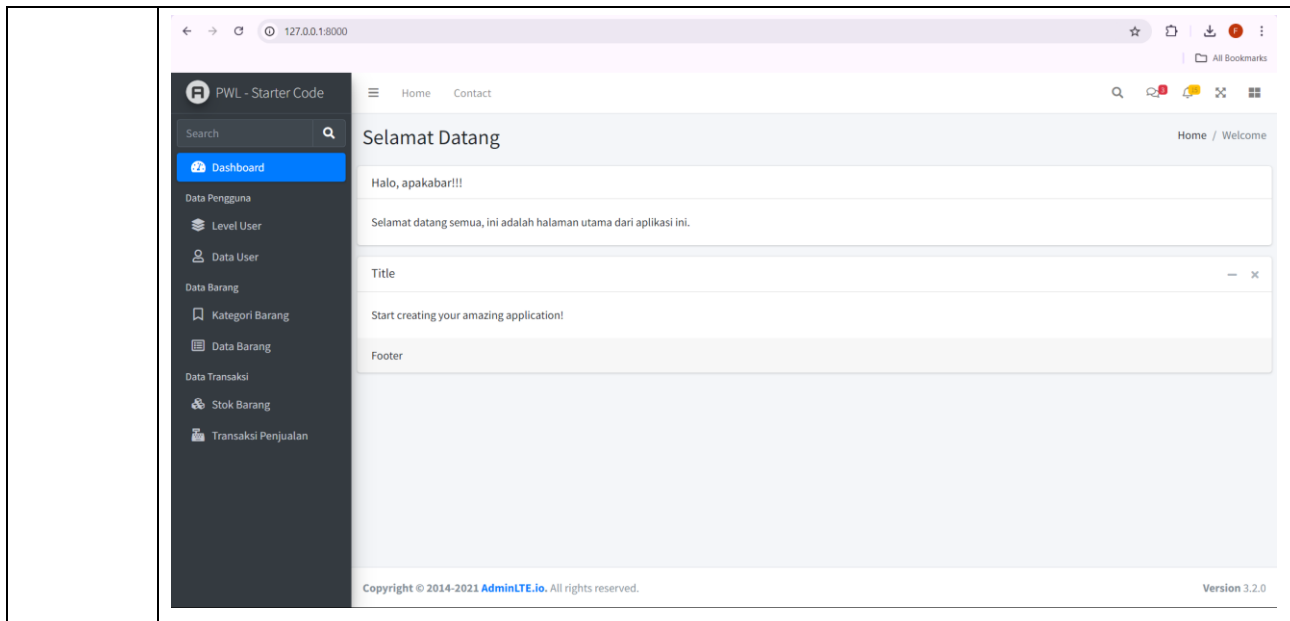 127.0.0.1:8000
All Bookmarks
PWL - Starter Code
Home Contact
Search
Selamat Datang
Home / Welcome
Dashboard
Halo, apakabar!!!
Data Pengguna
Selamat datang semua, ini adalah halaman utama dari aplikasi ini.
Level User
Data User
Title
Data Barang
Kategori Barang
Start creating your amazing application!
Data Barang
Footer
Data Transaksi
Stok Barang
Transaksi Penjualan
Copyright © 2014-2021 AdminLTE.io. All rights reserved.
Version 3.2.0